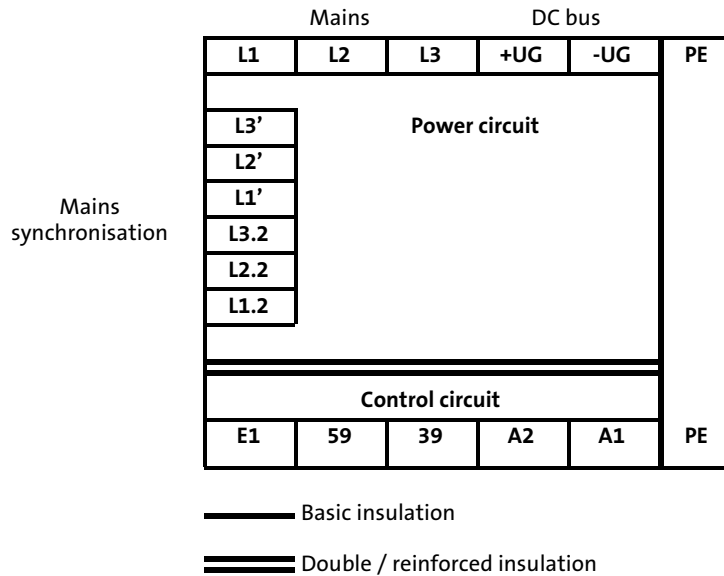 Mains DC bus
L1 L2 L3 +UG -UG PE
L3’ Power circuit
L2’
L1’
Mains
synchronisation
L3.2
L2.2
L1.2
Control circuit
E1 59 39 A2 A1 PE
Basic insulation
Double / reinforced insulation